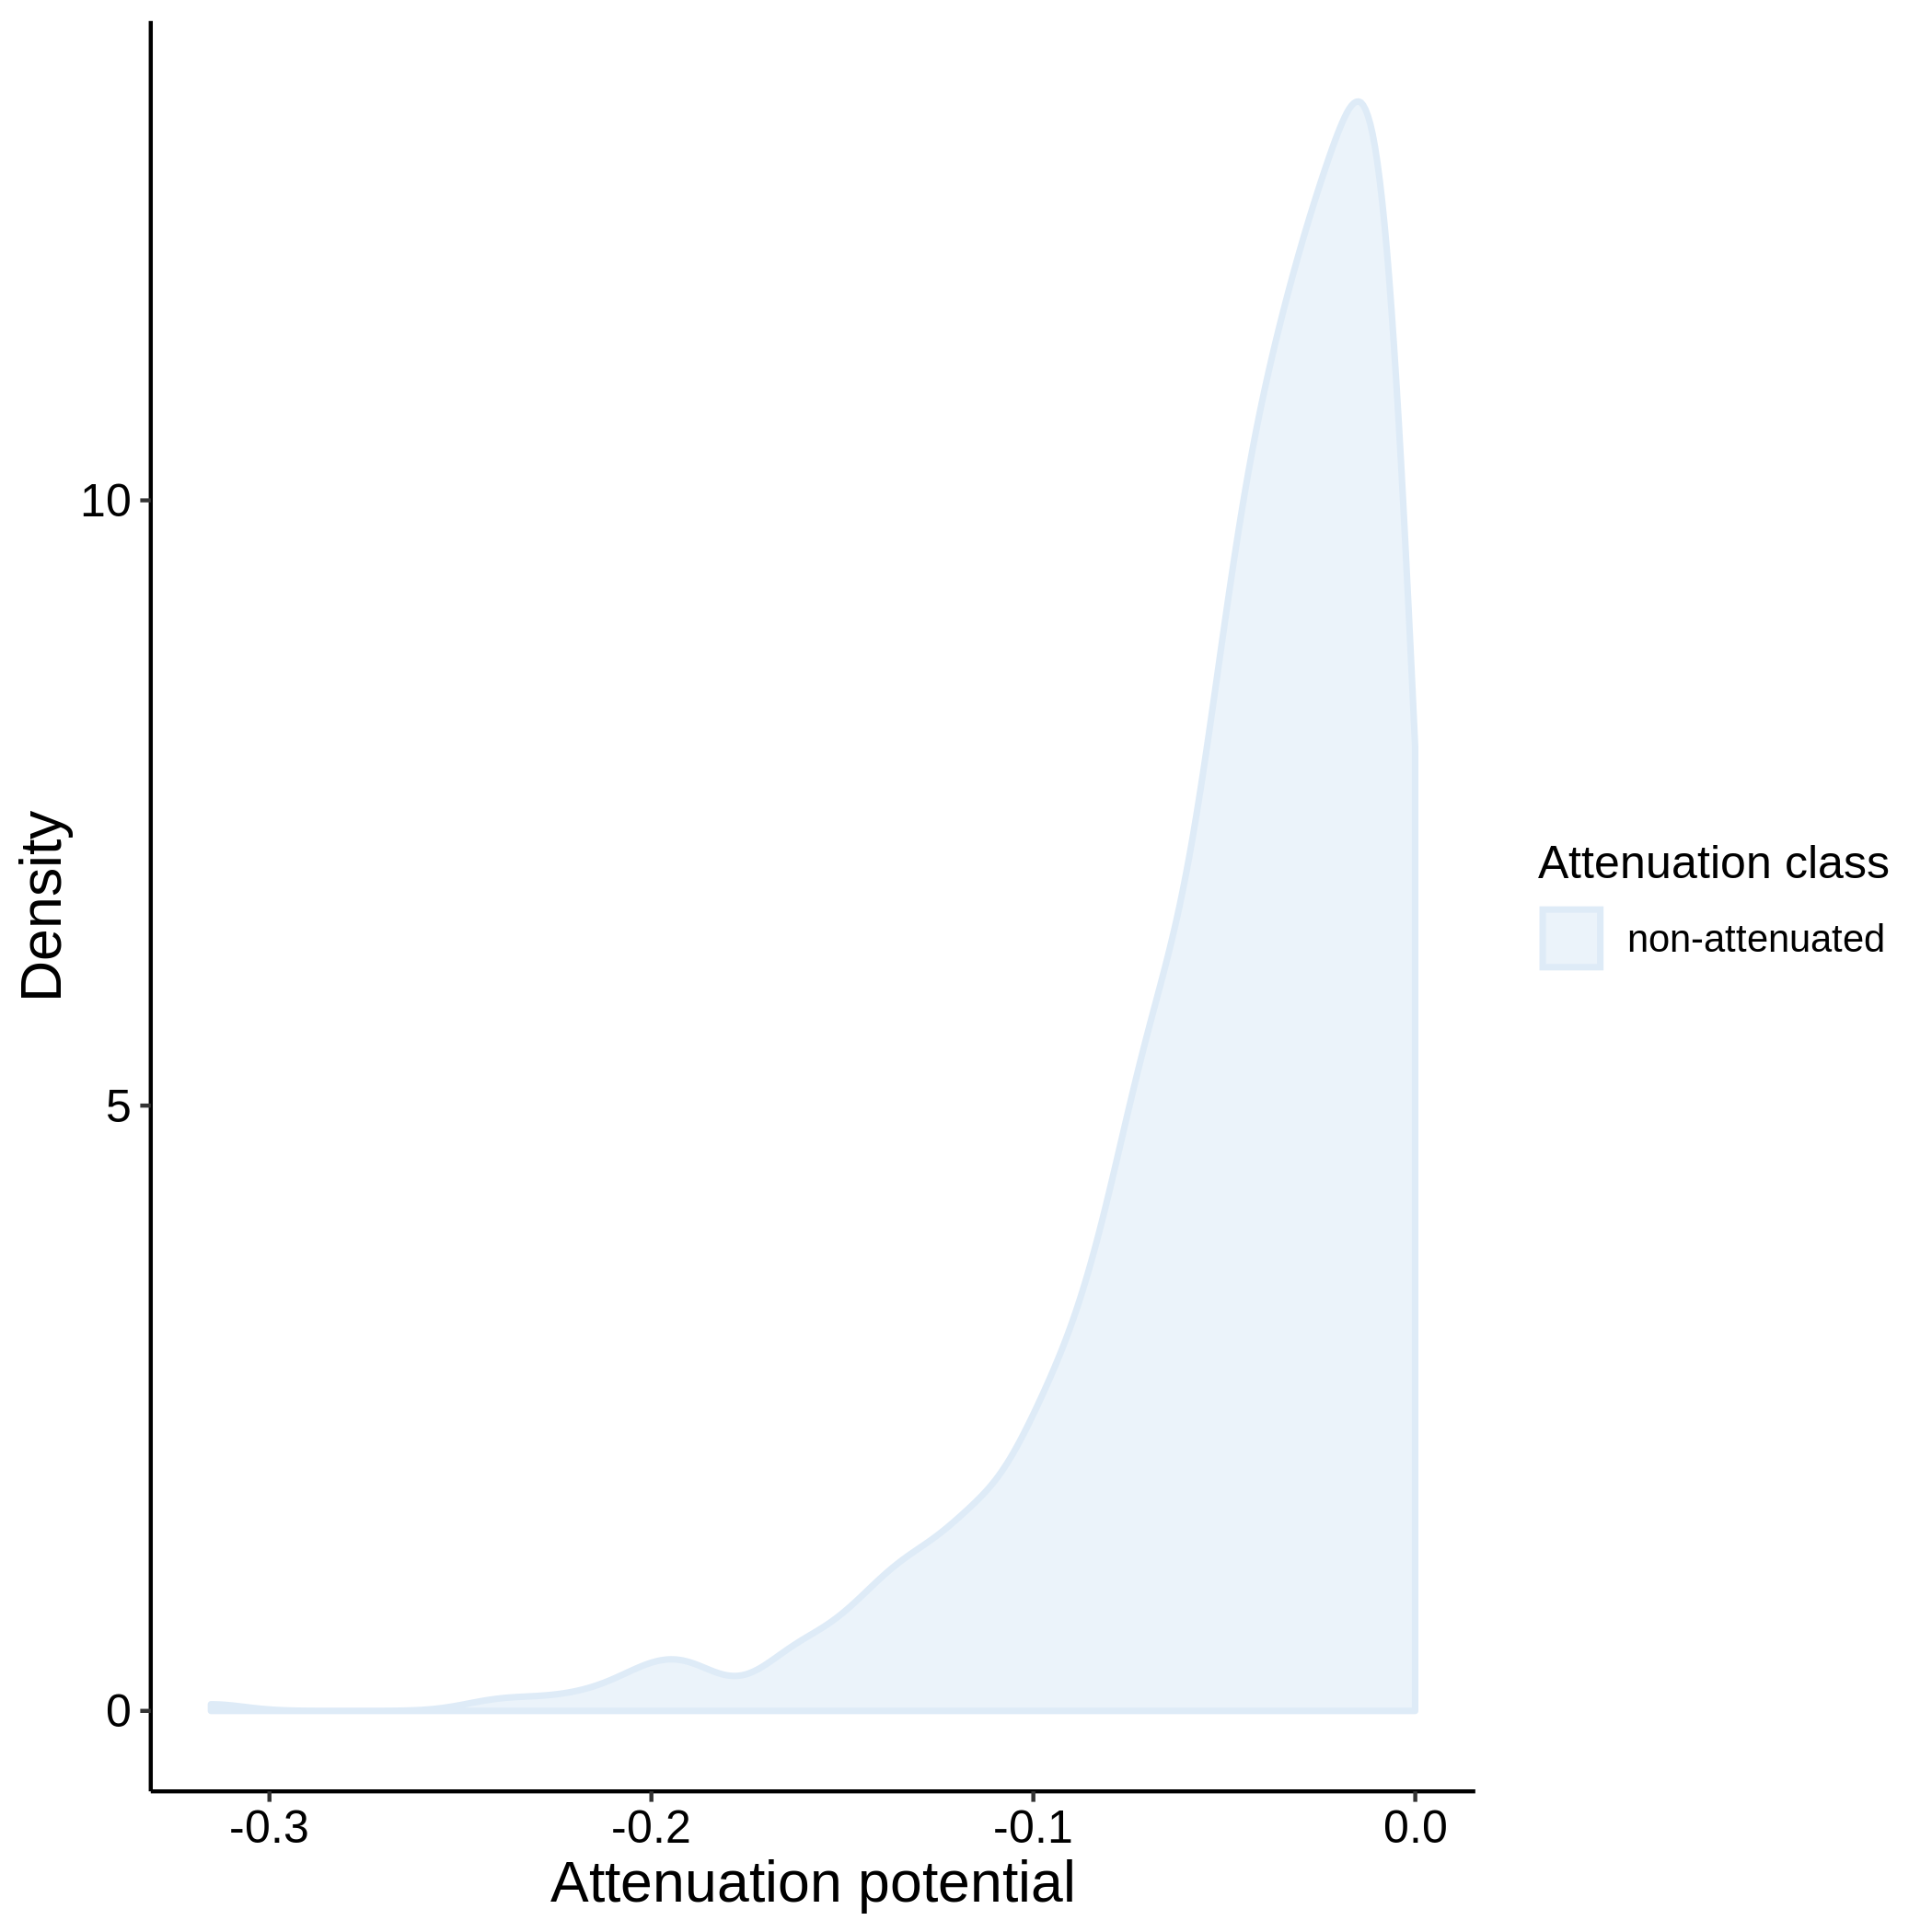 10
5
0
Density
-0.3
-0.2
-0.1
0.0
Attenuation potential
Attenuation class
non-attenuated